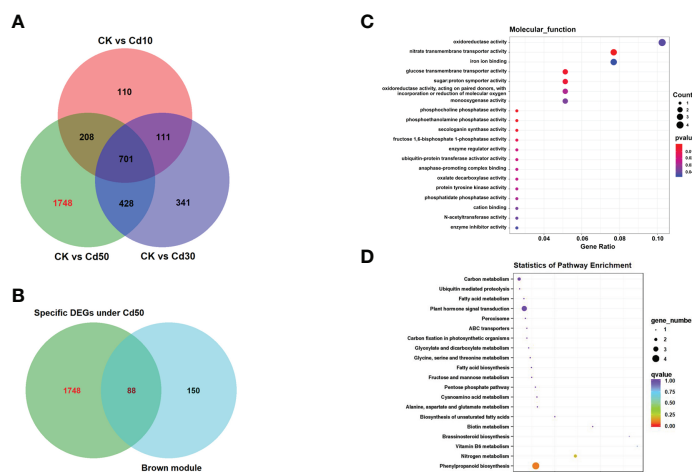 A
CK vs Cd10
110
208
111
701
1748
428
341
CK vs Cd50
CK vs Cd30
B
Specific DEGs under Cd50
1748
88
150
Brown module
C
Molecular_function
oxidoreductase activity
nitrate transmembrane transporter activity
iron ion binding
glucose transmembrane transporter activity
sugar:proton symporter activity
oxidoreductase activity, acting on paired donors, with
incorporation or reduction of molecular oxygen
monooxygenase activity
phosphocholine phosphatase activity
phosphoethanolamine phosphatase activity
secologanin synthase activity
fructose 1,6-bisphosphate 1-phosphatase activity
enzyme regulator activity
ubiquitin-protein transferase activator activity
anaphase-promoting complex binding
oxalate decarboxylase activity
protein tyrosine kinase activity
phosphatidate phosphatase activity
cation binding
N-acetyltransferase activity
enzyme inhibitor activity
0.04
0.06
0.08
0.10
Gene Ratio
Count
1
2
3
4
pvalue
0.0
0.0
0.04
D
Statistics of Pathway Enrichment
Carbon metabolism
Ubiquitin mediated proteolysis
Fatty acid metabolism
Plant hormone signal transduction
Peroxisome
ABC transporters
Carbon fixation in photosynthetic organisms
Glyoxylate and dicarboxylate metabolism
Glycine, serine and threonine metabolism
Fatty acid biosynthesis
Fructose and mannose metabolism
Pentose phosphate pathway
Cyanoamino acid metabolism
Alanine, aspartate and glutamate metabolism
Biosynthesis of unsaturated fatty acids
Biotin metabolism
Brassinosteroid biosynthesis
Vitamin B6 metabolism
Nitrogen metabolism
Phenylpropanoid biosynthesis
gene_numbe
1
2
3
4
qvalue
1.00
0.75
0.50
0.25
0.00